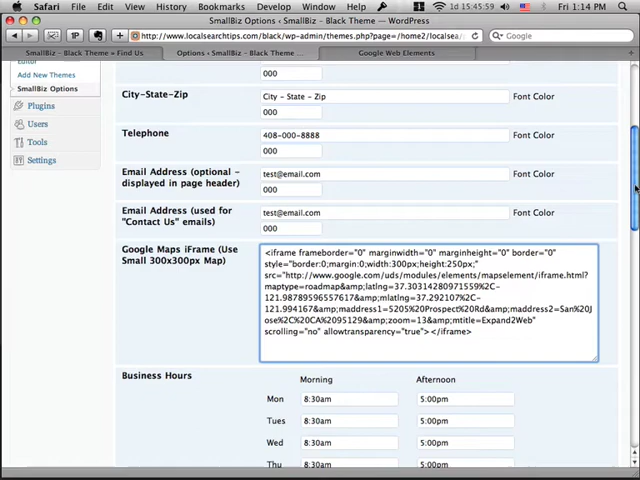 Safari File Edit View History Bookmarks Develop Window Help 1d 15:45:59 Fri 1:14 PM
SmallBiz Options ‹ SmallBiz - Black Theme — WordPress
http://www.localsearchtips.com/black/wp-admin/themes.php?page=/home2/localsea Google
SmallBiz - Black Theme » Find Us Options ‹ SmallBiz - Black Theme ... Google Web Elements
Editor
Add New Themes
SmallBiz Options
Plugins
Users
Tools
Settings
000
City-State-Zip City - State - Zip Font Color
000
Telephone 408-000-8888 Font Color
000
Email Address (optional - test@email.com Font Color
displayed in page header)
000
Email Address (used for test@email.com Font Color
"Contact Us" emails)
000
Google Maps iFrame (Use
Small 300x300px Map)
<iframe frameborder="0" marginwidth="0" marginheight="0" border="0"
style="border:0;margin:0;width:300px;height:250px;"
src="http://www.google.com/uds/modules/elements/mapselement/iframe.html?
maptype=roadmap&amp;latlng=37.30314280971559%2C-
121.98789596557617&amp;mlatlng=37.292107%2C-
121.994167&amp;maddress1=5205%20Prospect%20Rd&amp;maddress2=San%20J
ose%2C%20CA%2095129&amp;zoom=13&amp;mtitle=Expand2Web"
scrolling="no" allowtransparency="true"></iframe>
Business Hours
Morning Afternoon
Mon 8:30am 5:00pm
Tues 8:30am 5:00pm
Wed 8:30am 5:00pm
Thu 8:30am 5:00pm